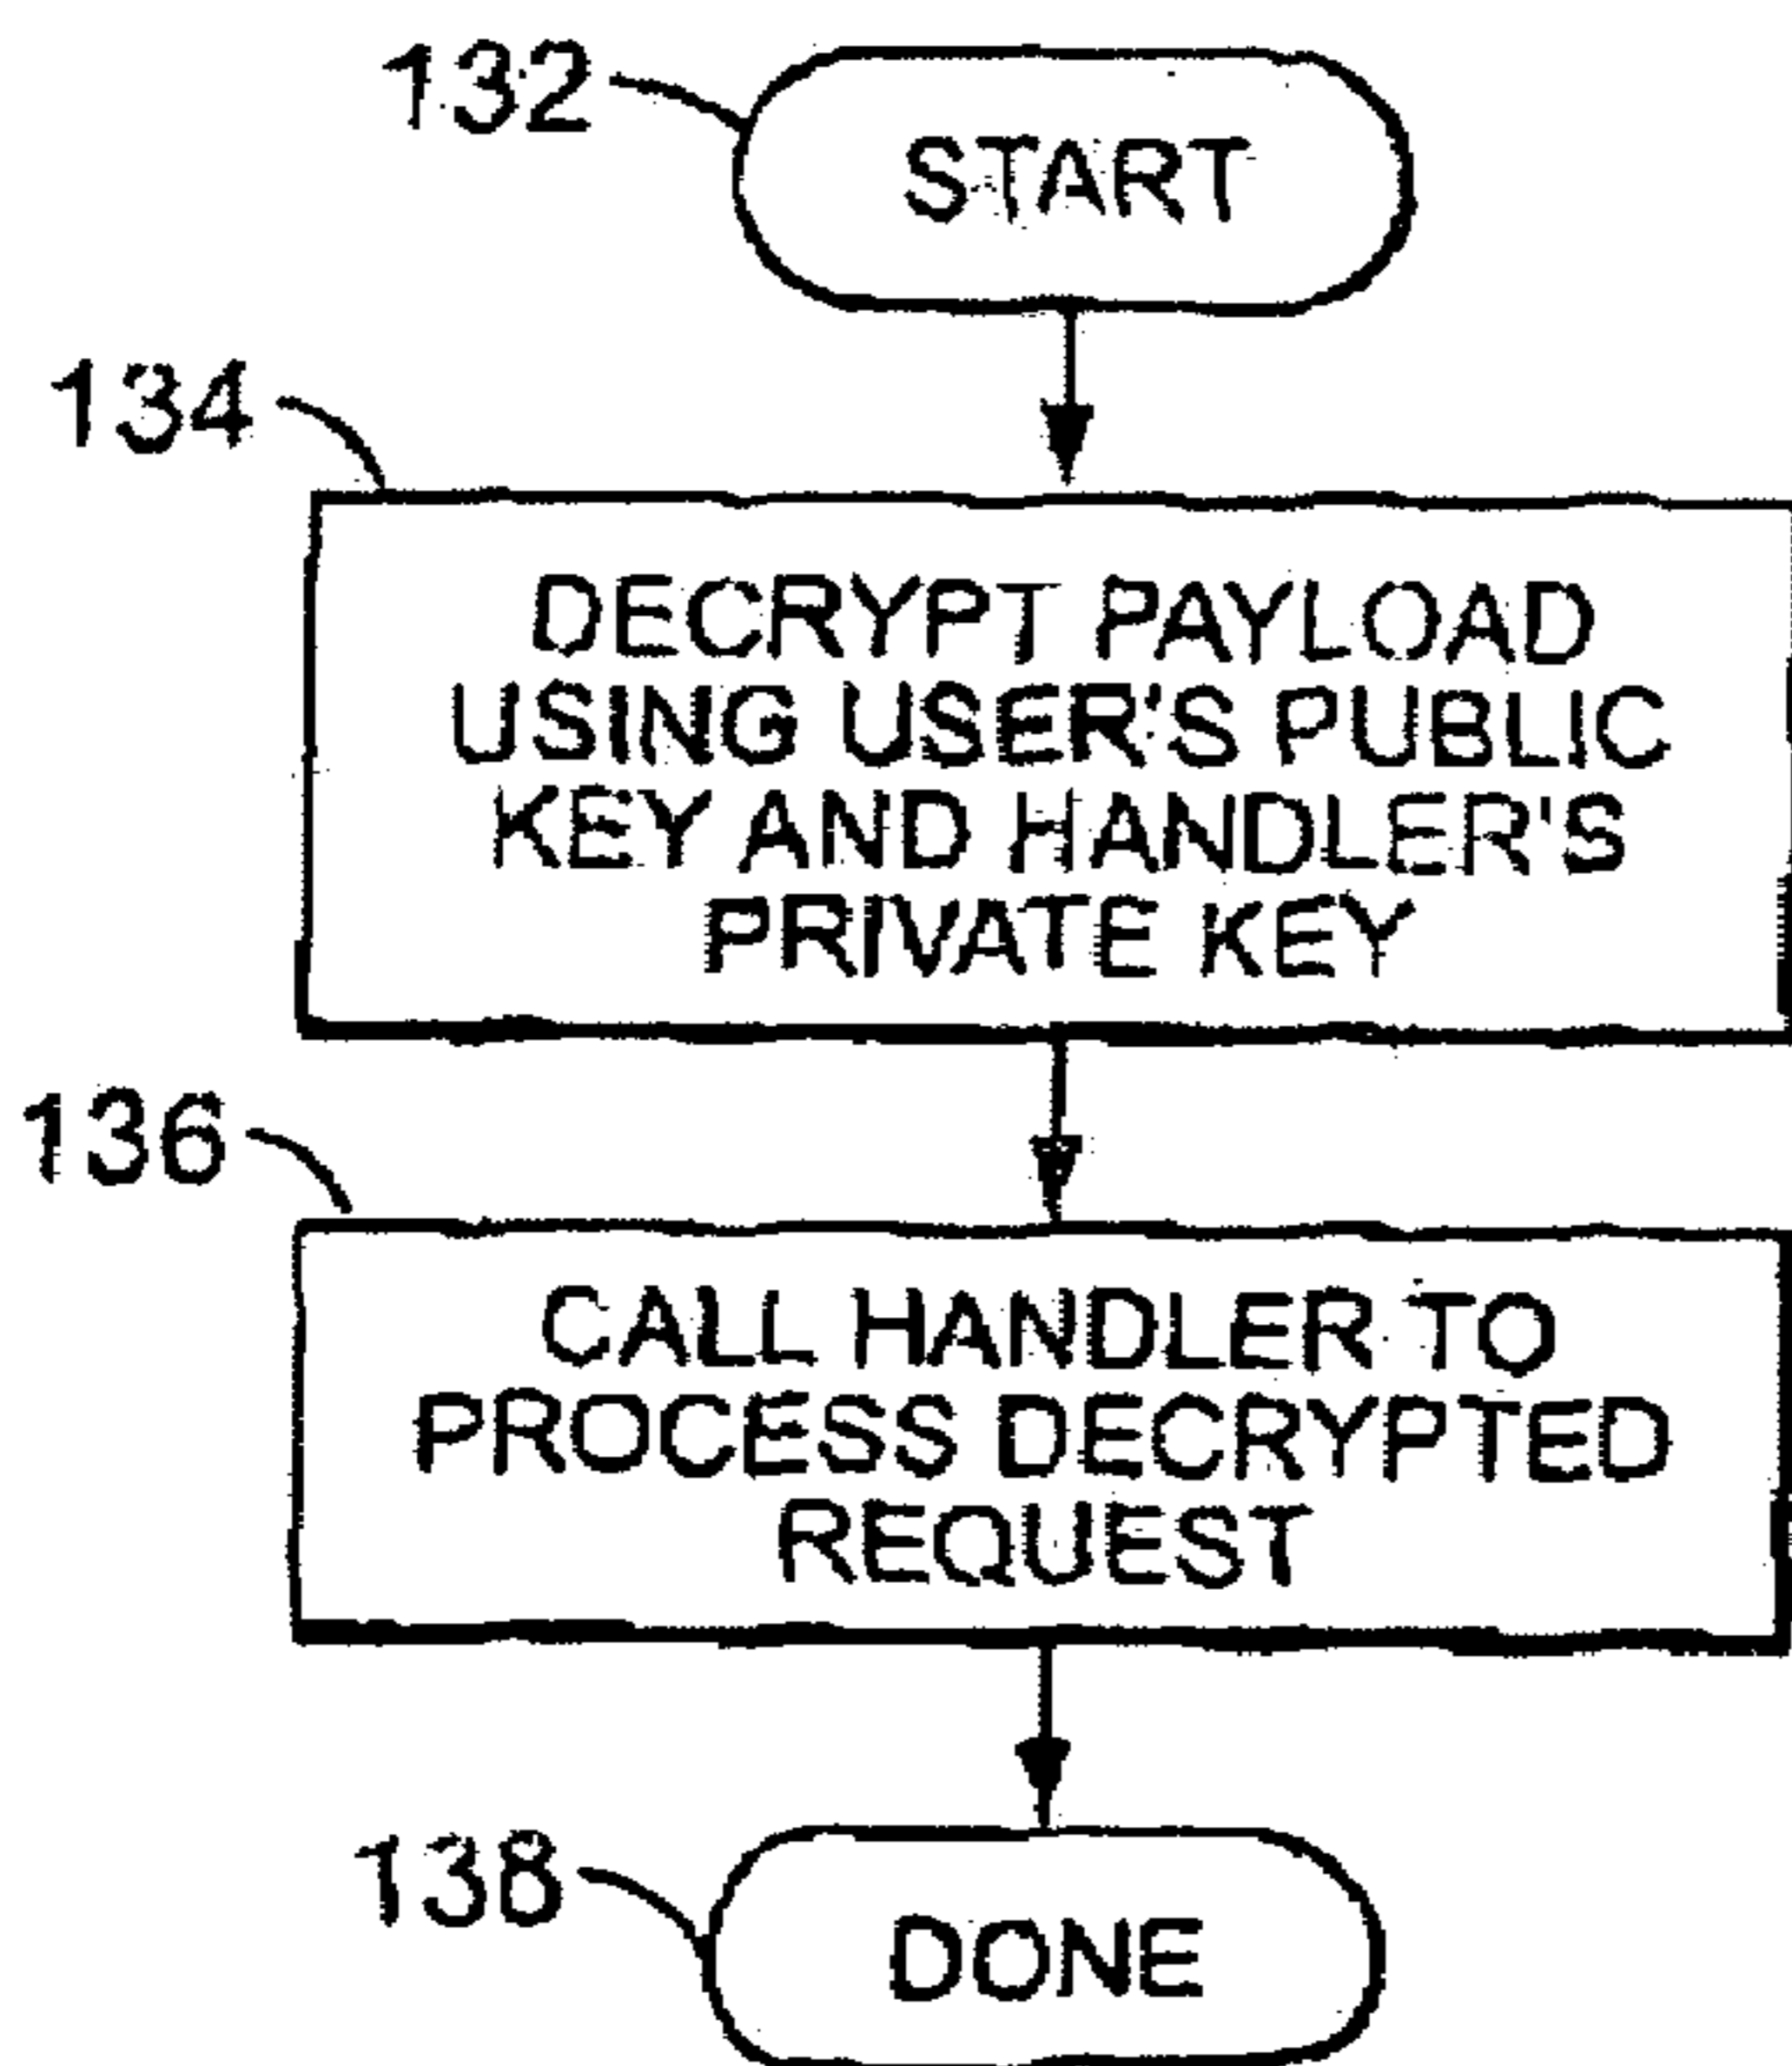 132
START
134
DECRYPT PAYLOAD
USING USER'S PUBLIC
KEY AND HANDLER'S
PRIVATE KEY
136
CALL HANDLER TO
PROCESS DECRYPTED
REQUEST
138
DONE